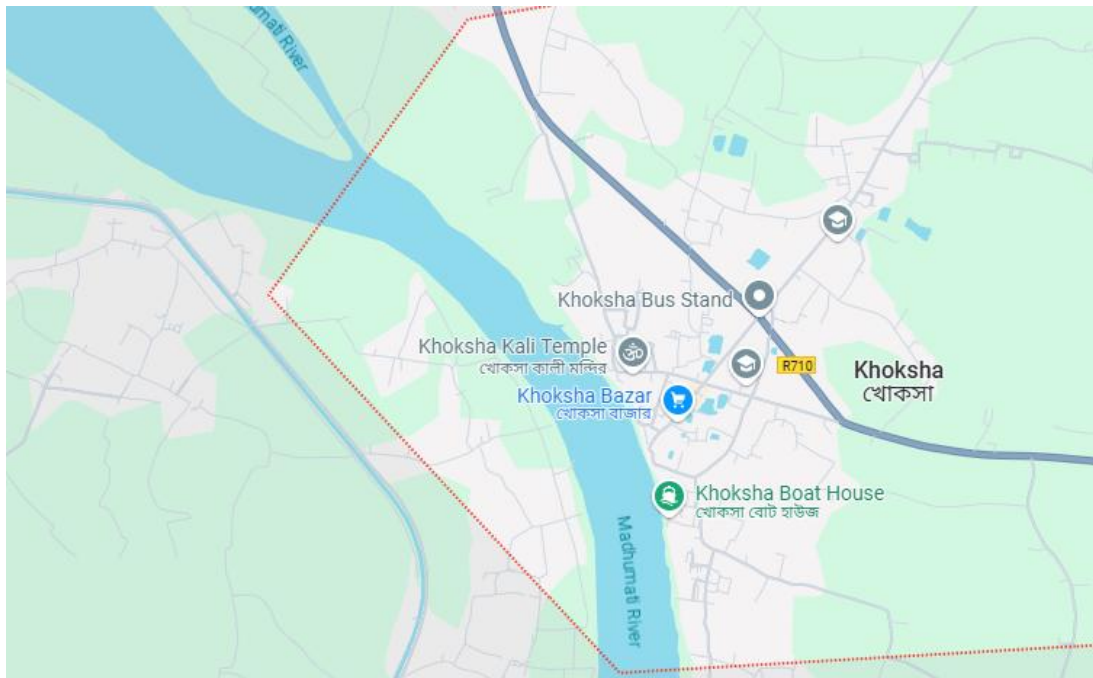 umati River
Khoksha Bus Stand
Khoksha Kali Temple
খোকসা কালী মন্দির
R710
Khoksha
খোকসা
Khoksha Bazar
খোকসা বাজার
Khoksha Boat House
খোকসা বোট হাউজ
Madhumati River